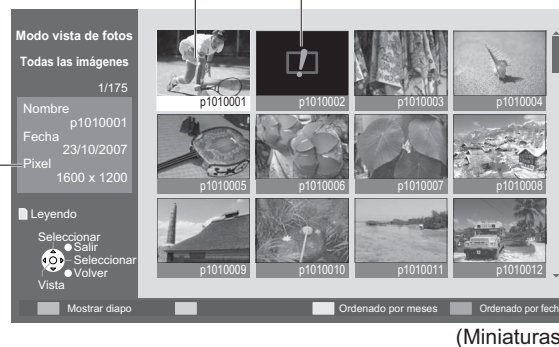 Modo vista de fotos
Todas las imágenes
1/175
Nombre
p1010001
Fecha
23/10/2007
Pixel
1600 x 1200
Leyendo
Seleccionar
Salir
Seleccionar
Volver
Vista
p1010001 p1010002 p1010003 p1010004
p1010005 p1010006 p1010007 p1010008
p1010009 p1010010 p1010011 p1010012
Mostrar diapo Ordenado por meses Ordenado por fech
(Miniaturas